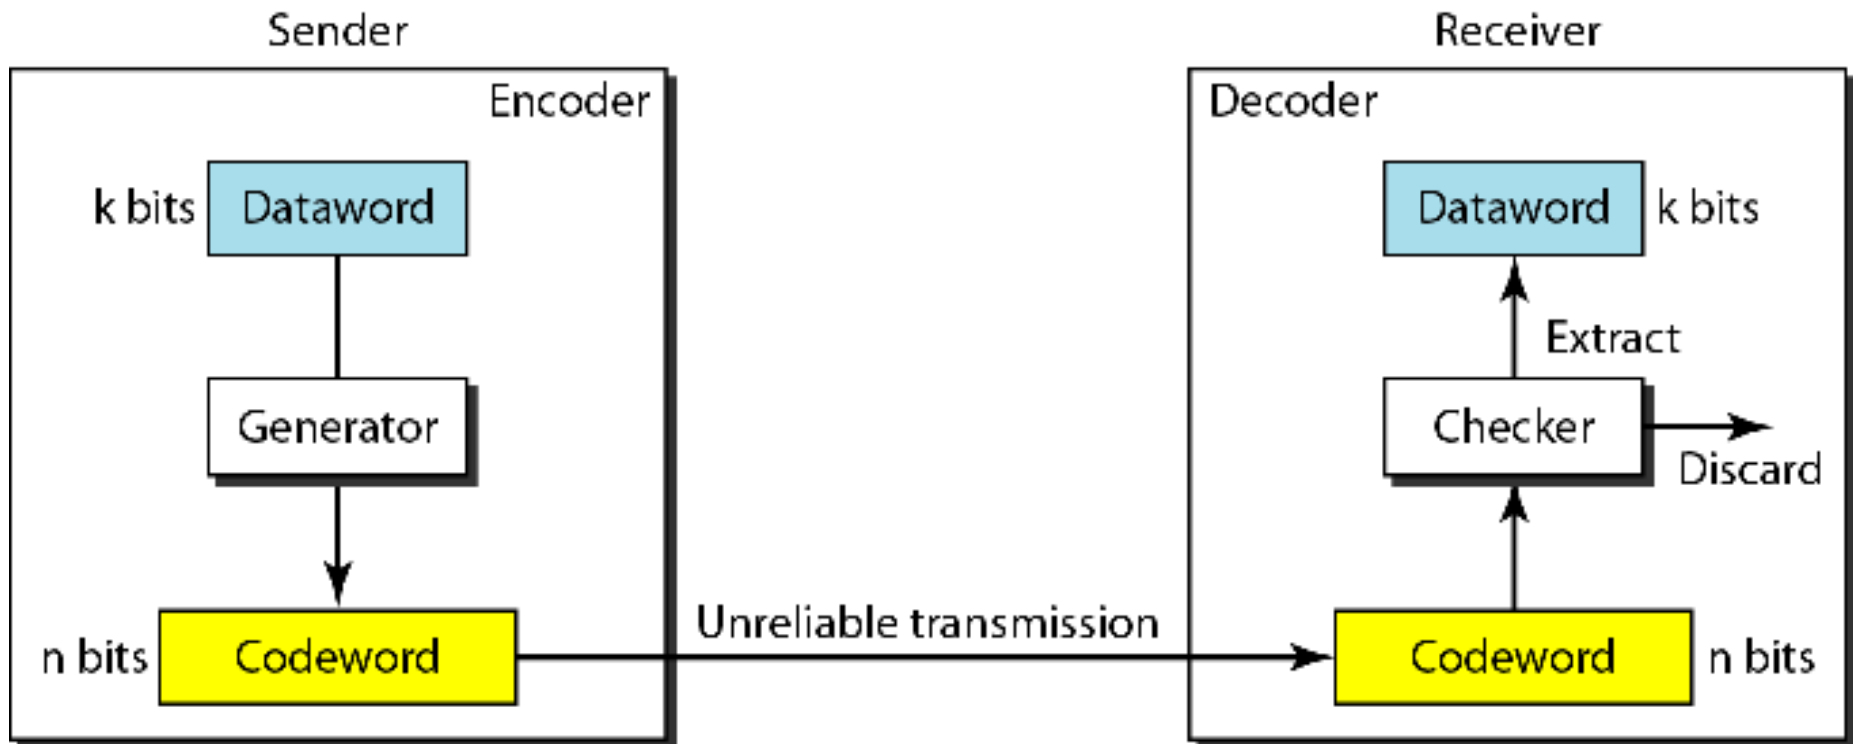 Sender
Encoder
k bits
Dataword
Generator
n bits
Codeword
Unreliable transmission
Receiver
Decoder
Dataword
k bits
Extract
Checker
Discard
Codeword
n bits